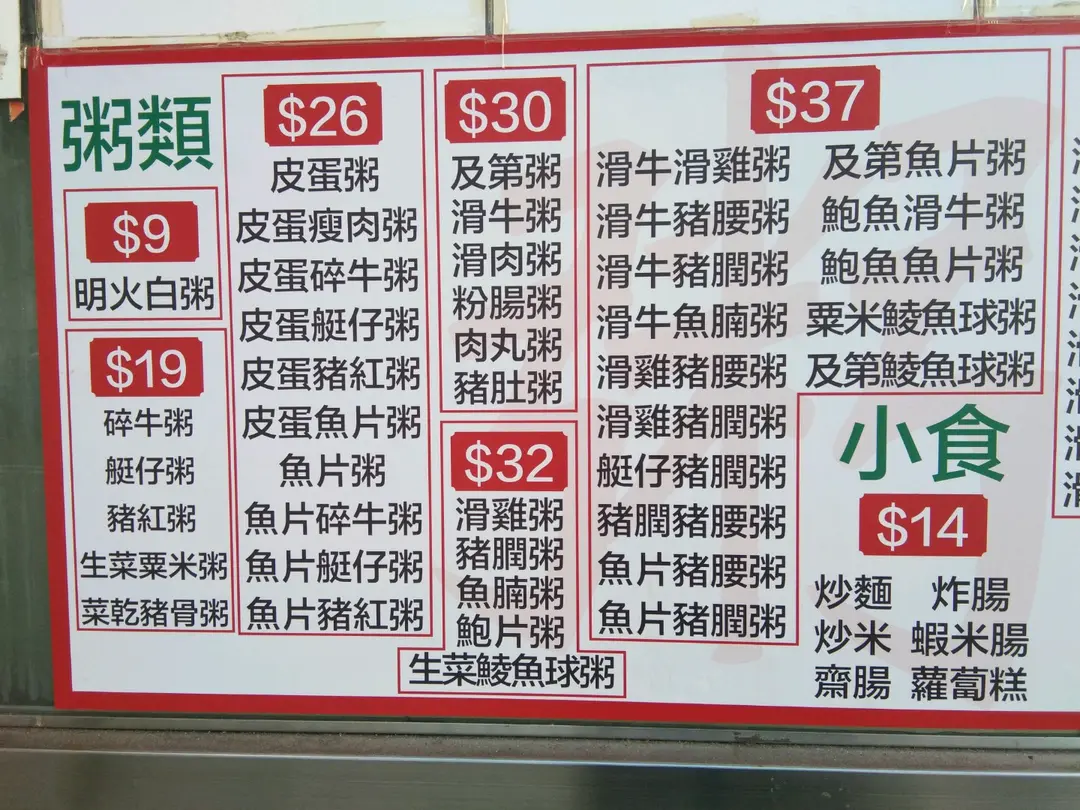 粥類
$9
明火白粥
$19
碎牛粥
艇仔粥
豬紅粥
生菜粟米粥
菜乾豬骨粥
$26
皮蛋粥
皮蛋瘦肉粥
皮蛋碎牛粥
皮蛋艇仔粥
皮蛋豬紅粥
皮蛋魚片粥
魚片粥
魚片碎牛粥
魚片艇仔粥
魚片豬紅粥
$30
及第粥
滑牛粥
滑肉粥
粉腸粥
肉丸粥
豬肚粥
$32
滑雞粥
豬膶粥
魚腩粥
鮑片粥
生菜鯪魚球粥
$37
滑牛滑雞粥
滑牛豬腰粥
滑牛豬膶粥
滑牛魚腩粥
滑雞豬腰粥
滑雞豬膶粥
艇仔豬膶粥
豬膶豬腰粥
魚片豬腰粥
魚片豬膶粥
及第魚片粥
鮑魚滑牛粥
鮑魚魚片粥
粟米鯪魚球粥
及第鯪魚球粥
小食
$14
炒麵 炸腸
炒米 蝦米腸
齋腸 蘿蔔糕